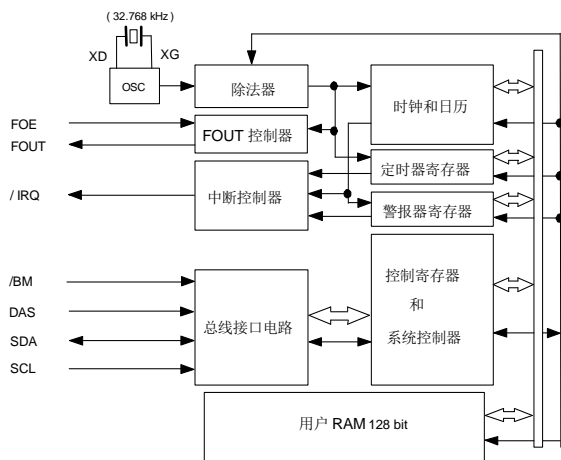 ( 32.768 kHz )
XD
XG
OSC
除法器
时钟和日历
FOE
FOUT
FOUT 控制器
定时器寄存器
/ IRQ
中断控制器
警报器寄存器
/BM
DAS
SDA
SCL
总线接口电路
控制寄存器
和
系统控制器
用户 RAM 128 bit